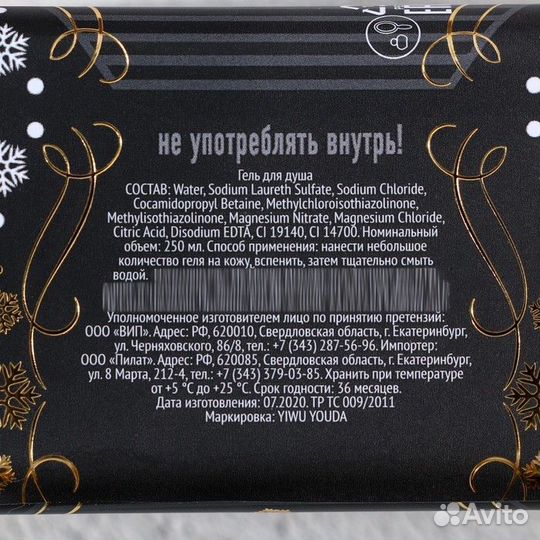 не употреблять внутрь!
Гель для душа
СОСТАВ: Water, Sodium Laureth Sulfate, Sodium Chloride,
Cocamidopropyl Betaine, Methylchloroisothiazolinone,
Methylisothiazolinone, Magnesium Nitrate, Magnesium Chloride,
Citric Acid, Disodium EDTA, CI 19140, CI 14700. Номинальный
объем: 250 мл. Способ применения: нанести небольшое
количество геля на кожу, вспенить, затем тщательно смыть
водой.
Уполномоченное изготовителем лицо по принятию претензий:
ООО «ВИП». Адрес: РФ, 620010, Свердловская область, г. Екатеринбург,
ул. Черняховского, 86/8, тел.: +7 (343) 287-56-96. Импортер:
ООО «Пилат». Адрес: РФ, 620085, Свердловская область, г. Екатеринбург,
ул. 8 Марта, 212-4, тел.: +7 (343) 379-03-85. Хранить при температуре
от +5 °С до +25 °С. Срок годности: 36 месяцев.
Дата изготовления: 07.2020. ТР ТС 009/2011
Маркировка: YIWU YOUDA
Avito